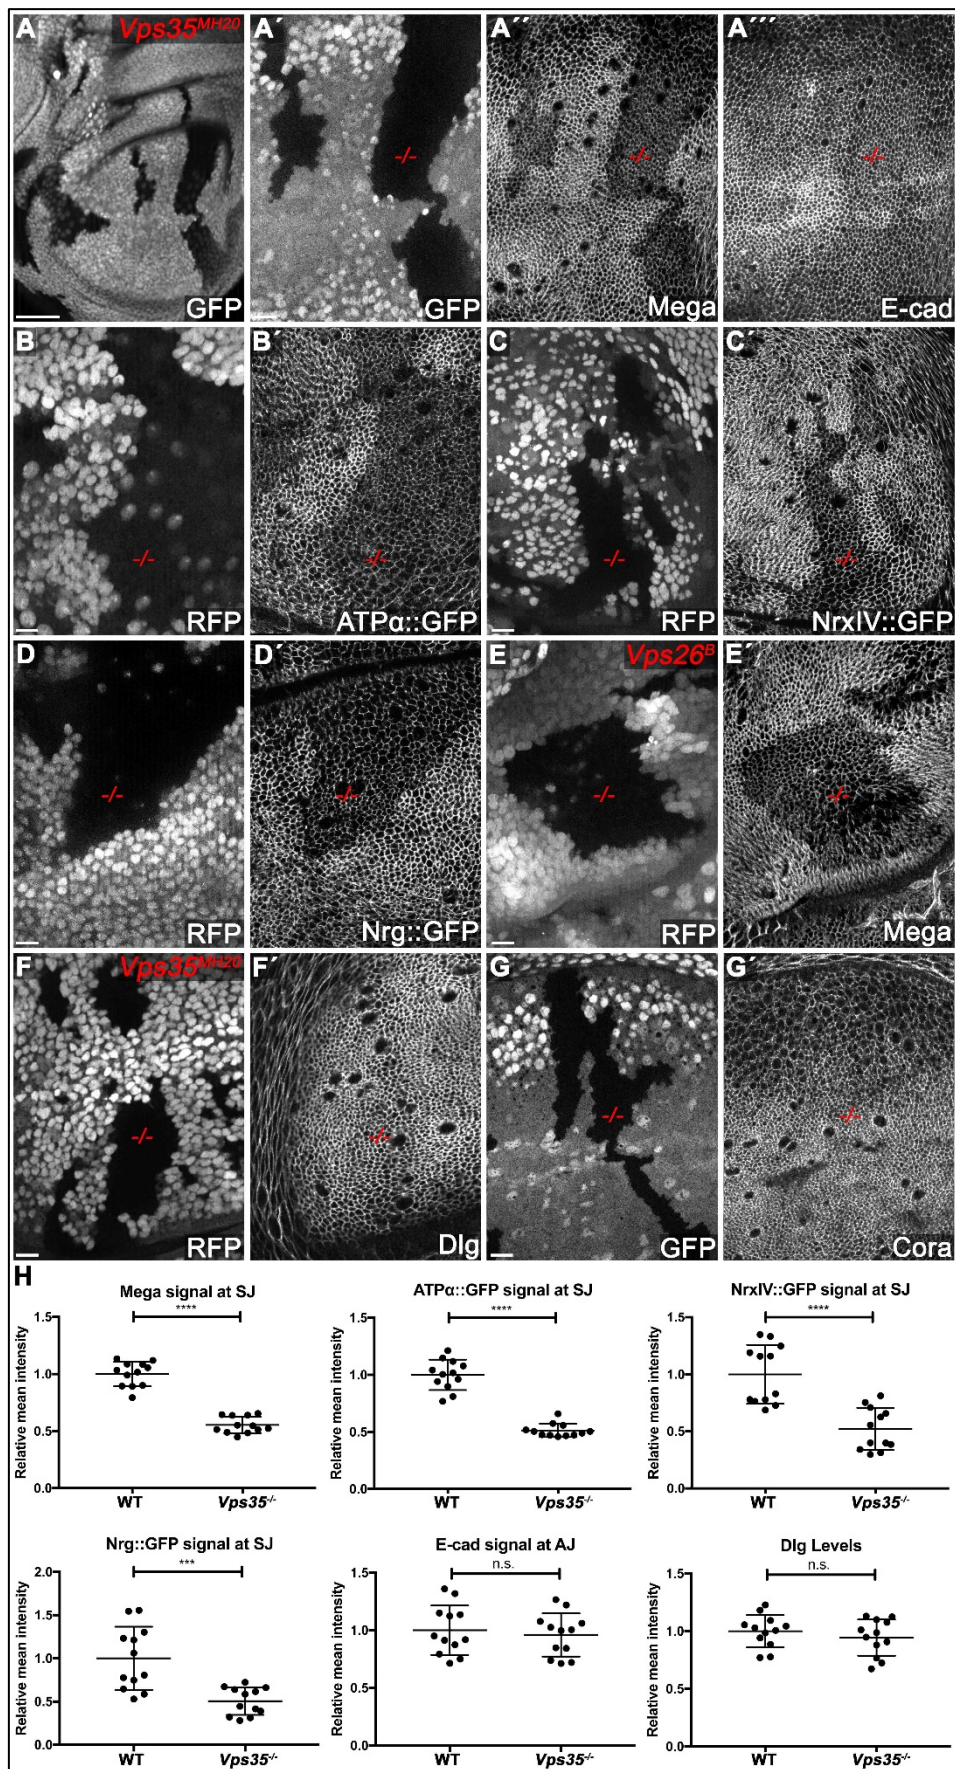 A Vps35MH20 A′ A′′ A′′′
-/- -/- -/-
GFP GFP Mega E-cad
B B′ C C′
-/- -/- -/- -/-
RFP ATPα::GFP RFP NrxIV::GFP
D D′ E Vps26B E′
-/- -/- -/- -/-
RFP Nrg::GFP RFP Mega
F Vps35MH20 F′ G G′
-/- -/- -/- -/-
RFP Dlg GFP Cora
H
Mega signal at SJ
****
Relative mean intensity
1.5
1.0
0.5
0.0
WT Vps35-/-
ATPα::GFP signal at SJ
****
Relative mean intensity
1.5
1.0
0.5
0.0
WT Vps35-/-
NrxIV::GFP signal at SJ
****
Relative mean intensity
1.5
1.0
0.5
0.0
WT Vps35-/-
Nrg::GFP signal at SJ
***
Relative mean intensity
2.0
1.5
1.0
0.5
0.0
WT Vps35-/-
E-cad signal at AJ
n.s.
Relative mean intensity
1.5
1.0
0.5
0.0
WT Vps35-/-
Dlg Levels
n.s.
Relative mean intensity
1.5
1.0
0.5
0.0
WT Vps35-/-